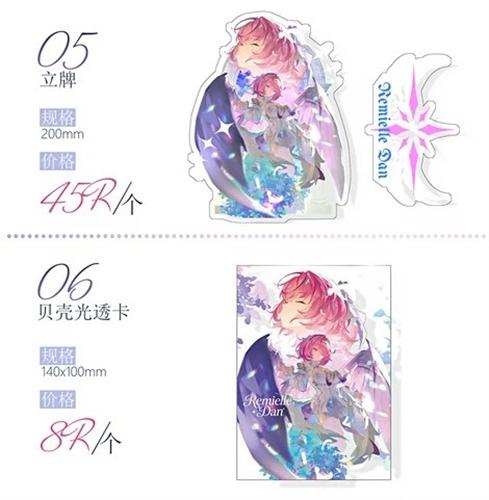 05
立牌
规格
200mm
价格
45R/个
Remielle Dan
06
贝壳光透卡
规格
140x100mm
价格
8R/个
Remielle
Dan